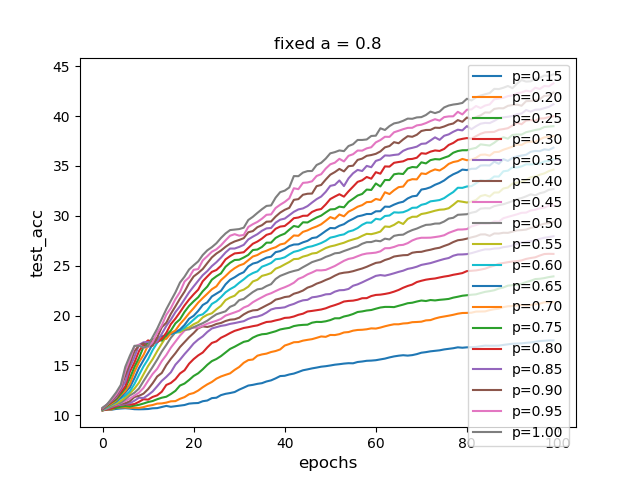 fixed a = 0.8
test_acc
45
40
35
30
25
20
15
10
0
20
40
60
80
100
epochs
p=0.15
p=0.20
p=0.25
p=0.30
p=0.35
p=0.40
p=0.45
p=0.50
p=0.55
p=0.60
p=0.65
p=0.70
p=0.75
p=0.80
p=0.85
p=0.90
p=0.95
p=1.00